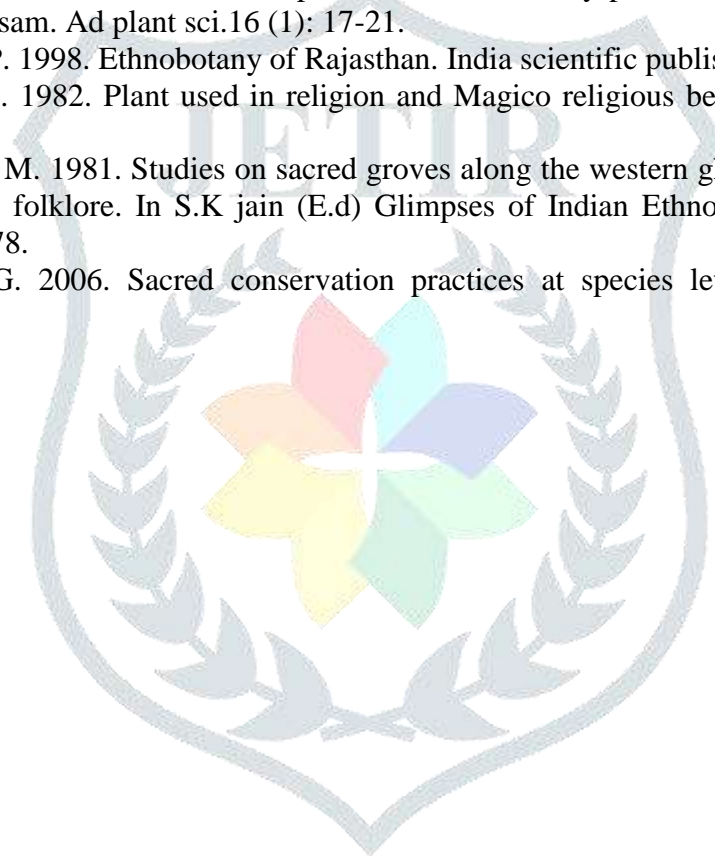 sam. Ad plant sci.16 (1): 17-21.
. 1998. Ethnobotany of Rajasthan. India scientific publis
. 1982. Plant used in religion and Magico religious be
M. 1981. Studies on sacred groves along the western gl
folklore. In S.K jain (E.d) Glimpses of Indian Ethno
78.
G. 2006. Sacred conservation practices at species le
JETIR